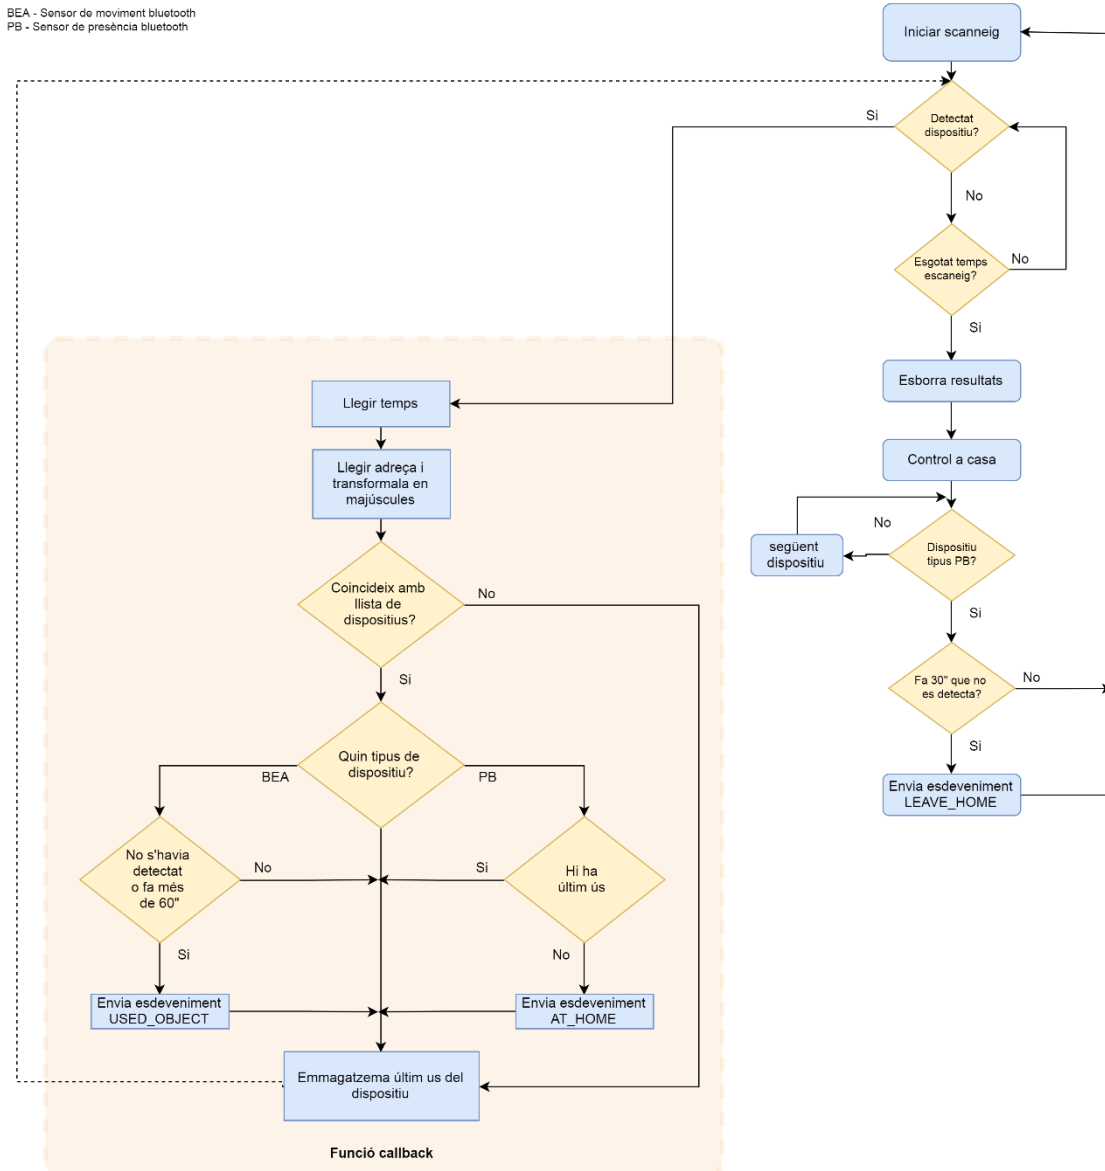 BEA - Sensor de moviment bluetooth
PB - Sensor de presència bluetooth
Iniciar scanneig
Detectat
dispositiu?
Si
No
Esgotat temps
escaneig?
No
Si
Esborra resultats
Control a casa
Dispositiu
tipus PB?
No
següent
dispositiu
Si
Fa 30" que no
es detecta?
No
Si
Envia esdeveniment
LEAVE_HOME
Llegir temps
Llegir adreça i
transformala en
majúscules
Coincideix amb
llista de
dispositius?
No
Si
Quin tipus de
dispositiu?
BEA
PB
No s'havia
detectat
o fa més
de 60"
No
Si
Hi ha
últim ús
Si
No
Envia esdeveniment
USED_OBJECT
Envia esdeveniment
AT_HOME
Emmagatzema últim us del
dispositiu
Funció callback